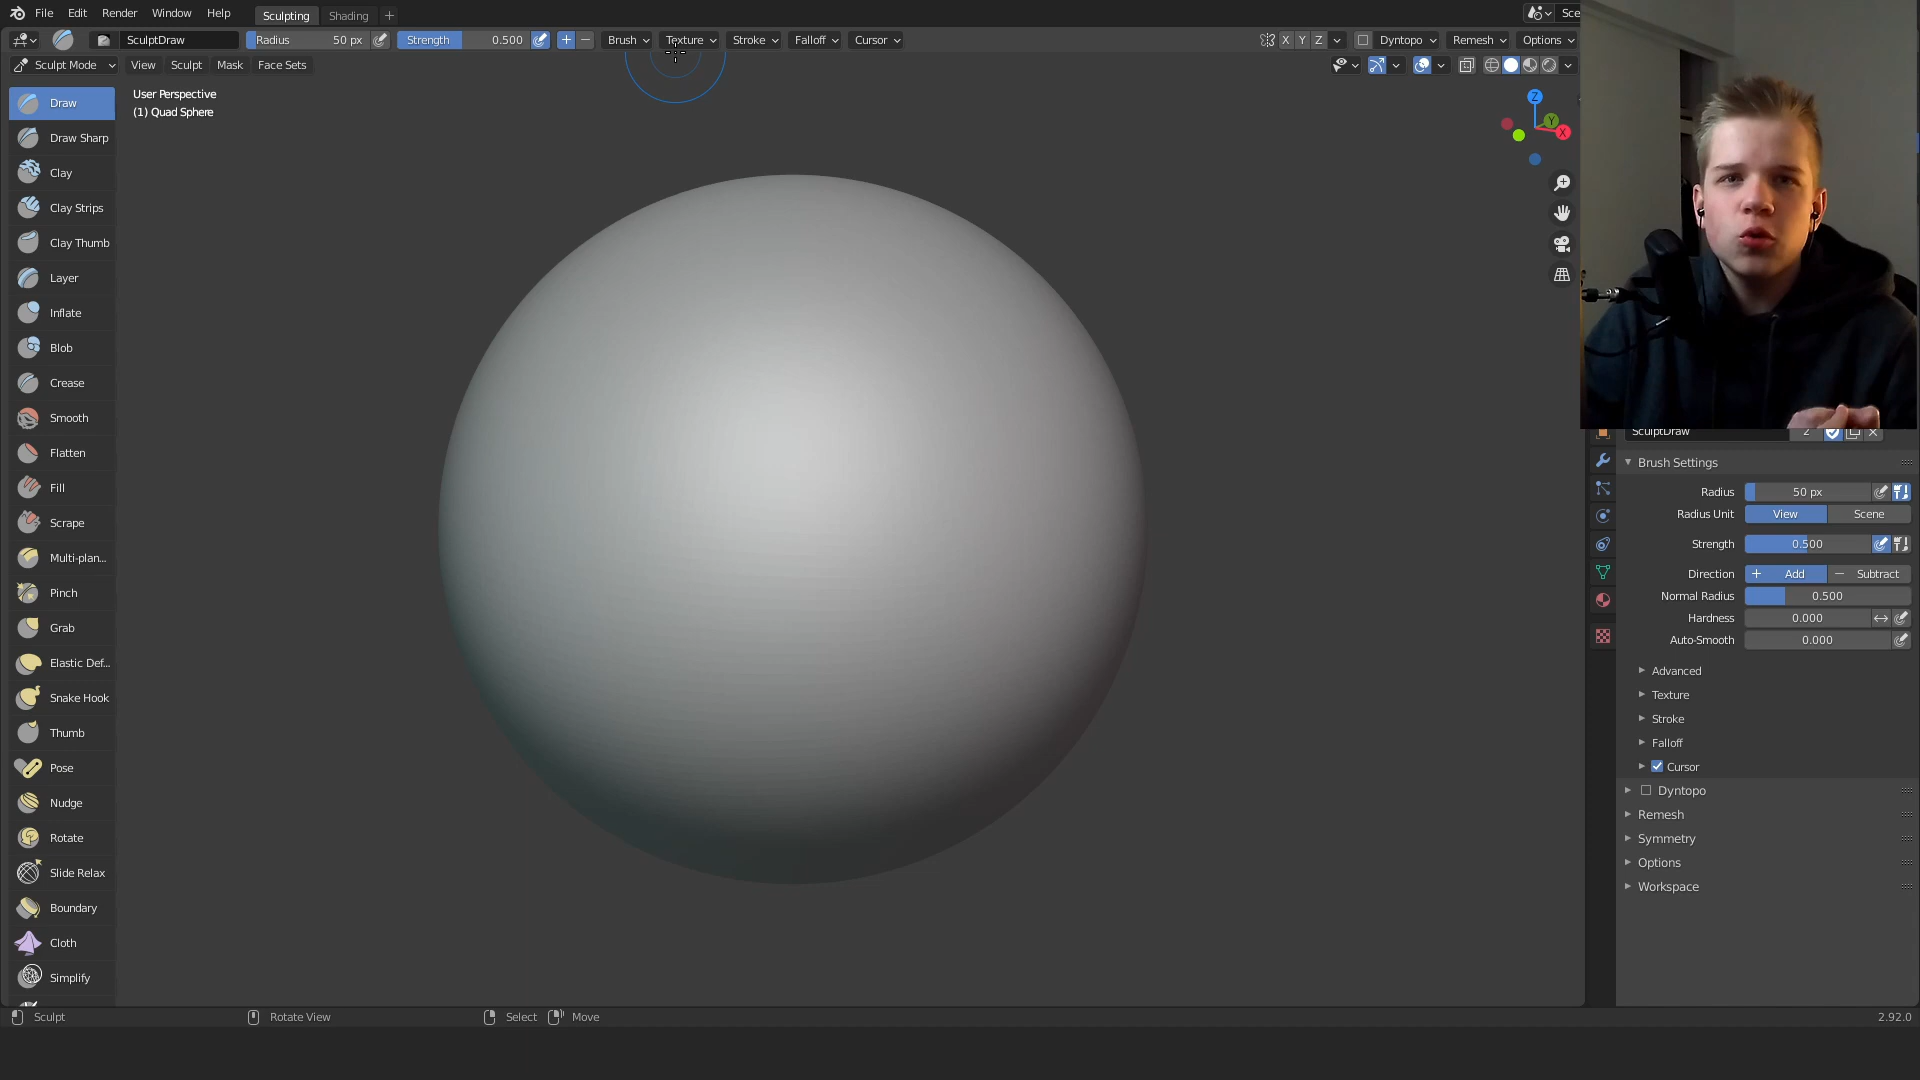 File Edit Render Window Help Sculpting Shading + Sce
SculptDraw Radius 50 px Strength 0.500 + − Brush Texture Stroke Falloff Cursor X Y Z Dyntopo Remesh Options
Sculpt Mode View Sculpt Mask Face Sets
User Perspective
(1) Quad Sphere
Z
Y
X
Draw
Draw Sharp
Clay
Clay Strips
Clay Thumb
Layer
Inflate
Blob
Crease
Smooth
Flatten
Fill
Scrape
Multi-plan...
Pinch
Grab
Elastic Def...
Snake Hook
Thumb
Pose
Nudge
Rotate
Slide Relax
Boundary
Cloth
Simplify
SculptDraw 2
Brush Settings
Radius 50 px
Radius Unit View Scene
Strength 0.500
Direction + Add − Subtract
Normal Radius 0.500
Hardness 0.000
Auto-Smooth 0.000
Advanced
Texture
Stroke
Falloff
Cursor
Dyntopo
Remesh
Symmetry
Options
Workspace
Sculpt Rotate View Select Move 2.92.0